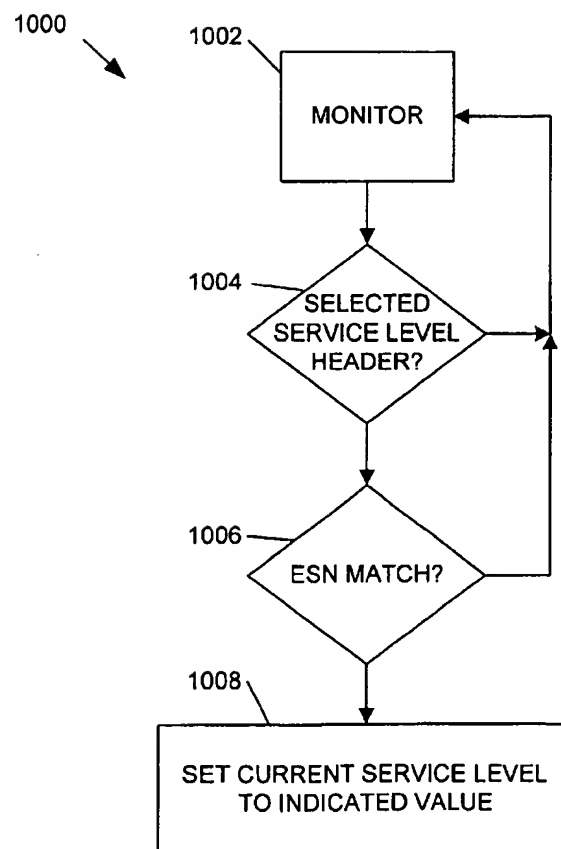 1000
1002
MONITOR
1004
SELECTED
SERVICE LEVEL
HEADER?
1006
ESN MATCH?
1008
SET CURRENT SERVICE LEVEL
TO INDICATED VALUE